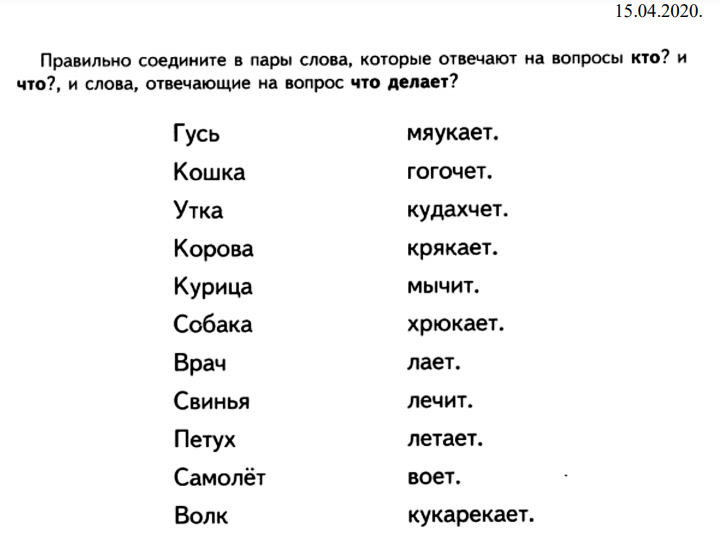 15.04.2020.
Правильно соедините в пары слова, которые отвечают на вопросы кто? и
что?, и слова, отвечающие на вопрос что делает?
Гусь мяукает.
Кошка гогочет.
Утка кудахчет.
Корова крякает.
Курица мычит.
Собака хрюкает.
Врач лает.
Свинья лечит.
Петух летает.
Самолёт воет.
Волк кукарекает.